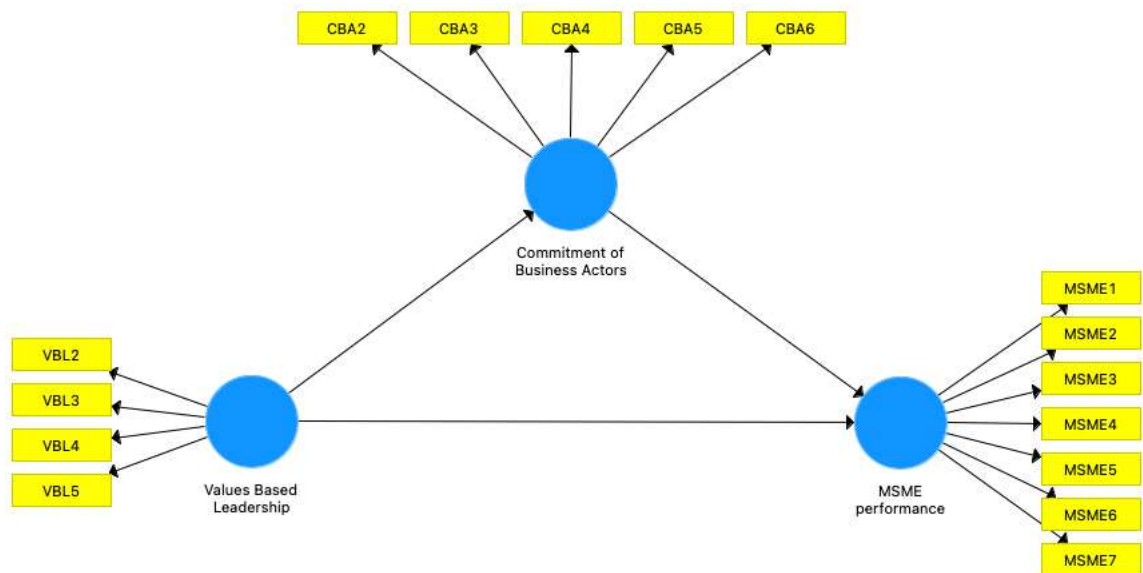 CBA2
CBA3
CBA4
CBA5
CBA6
Commitment of
Business Actors
VBL2
VBL3
VBL4
VBL5
Values Based
Leadership
MSME
performance
MSME1
MSME2
MSME3
MSME4
MSME5
MSME6
MSME7